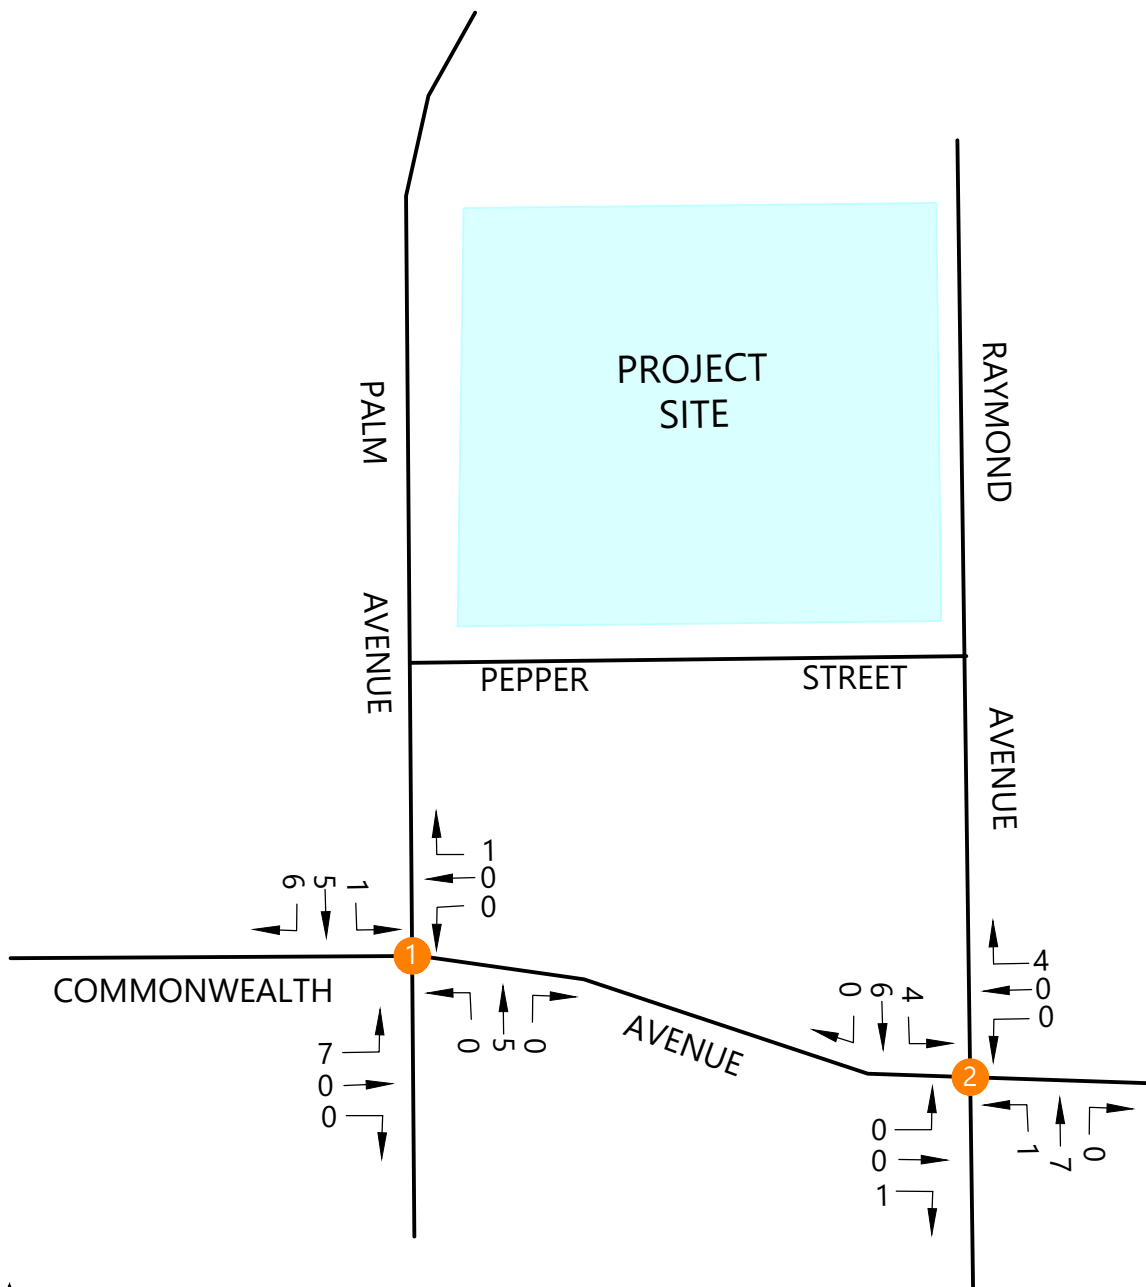 PROJECT
SITE
PALM
AVENUE
RAYMOND
AVENUE
PEPPER STREET
1
0
0
6 5 1
1
COMMONWEALTH
AVENUE
7
0
0
0 5 0
0 6 4
4
0
0
2
0
0
1
1 7 0